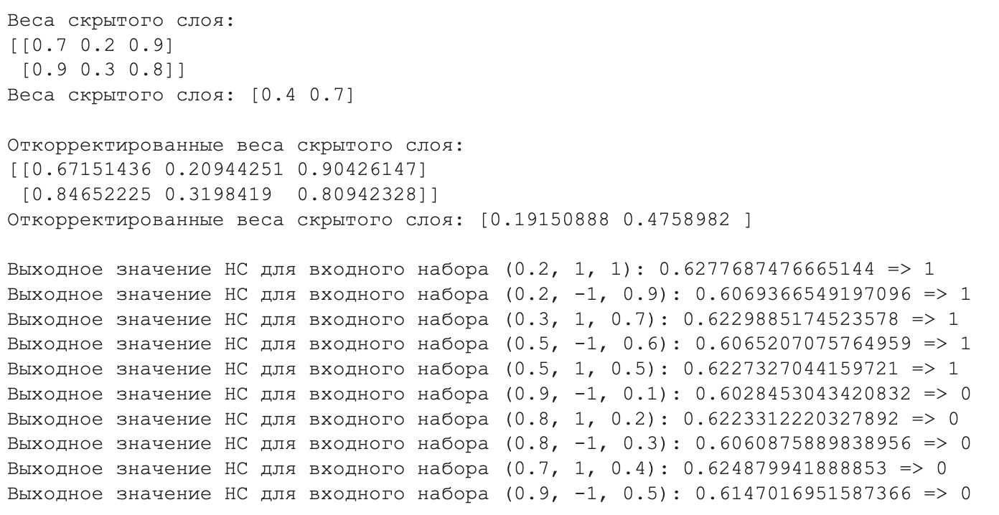 Веса скрытого слоя:
[[0.7 0.2 0.9]
[0.9 0.3 0.8]]
Веса скрытого слоя: [0.4 0.7]
Откорректированные веса скрытого слоя:
[[0.67151436 0.20944251 0.90426147]
[0.84652225 0.3198419  0.80942328]]
Откорректированные веса скрытого слоя: [0.19150888 0.4758982 ]
Выходное значение НС для входного набора (0.2, 1, 1): 0.6277687476665144 => 1
Выходное значение НС для входного набора (0.2, -1, 0.9): 0.6069366549197096 => 1
Выходное значение НС для входного набора (0.3, 1, 0.7): 0.6229885174523578 => 1
Выходное значение НС для входного набора (0.5, -1, 0.6): 0.6065207075764959 => 1
Выходное значение НС для входного набора (0.5, 1, 0.5): 0.6227327044159721 => 1
Выходное значение НС для входного набора (0.9, -1, 0.1): 0.6028453043420832 => 0
Выходное значение НС для входного набора (0.8, 1, 0.2): 0.6223312220327892 => 0
Выходное значение НС для входного набора (0.8, -1, 0.3): 0.6060875889838956 => 0
Выходное значение НС для входного набора (0.7, 1, 0.4): 0.624879941888853 => 0
Выходное значение НС для входного набора (0.9, -1, 0.5): 0.6147016951587366 => 0